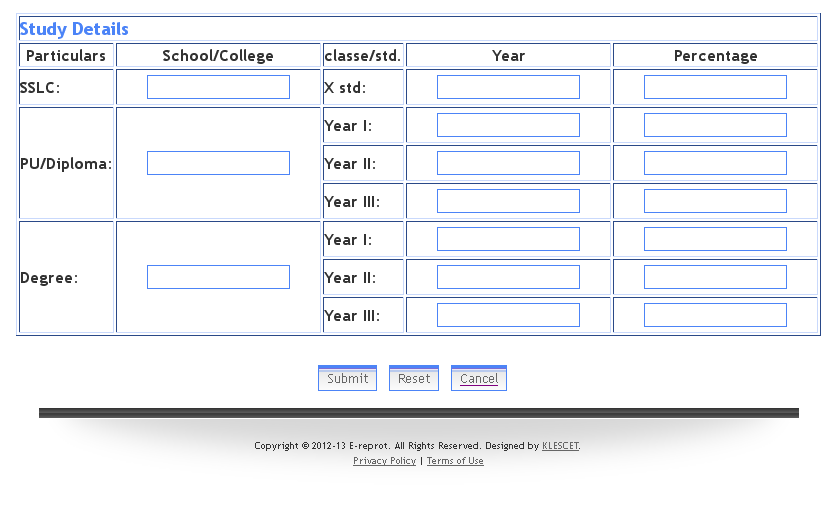 Study Details
Particulars School/College classe/std. Year Percentage
SSLC: X std:
Year I:
PU/Diploma: Year II:
Year III:
Year I:
Degree: Year II:
Year III:
Submit Reset Cancel
Copyright © 2012-13 E-reprot. All Rights Reserved. Designed by KLESCET.
Privacy Policy | Terms of Use